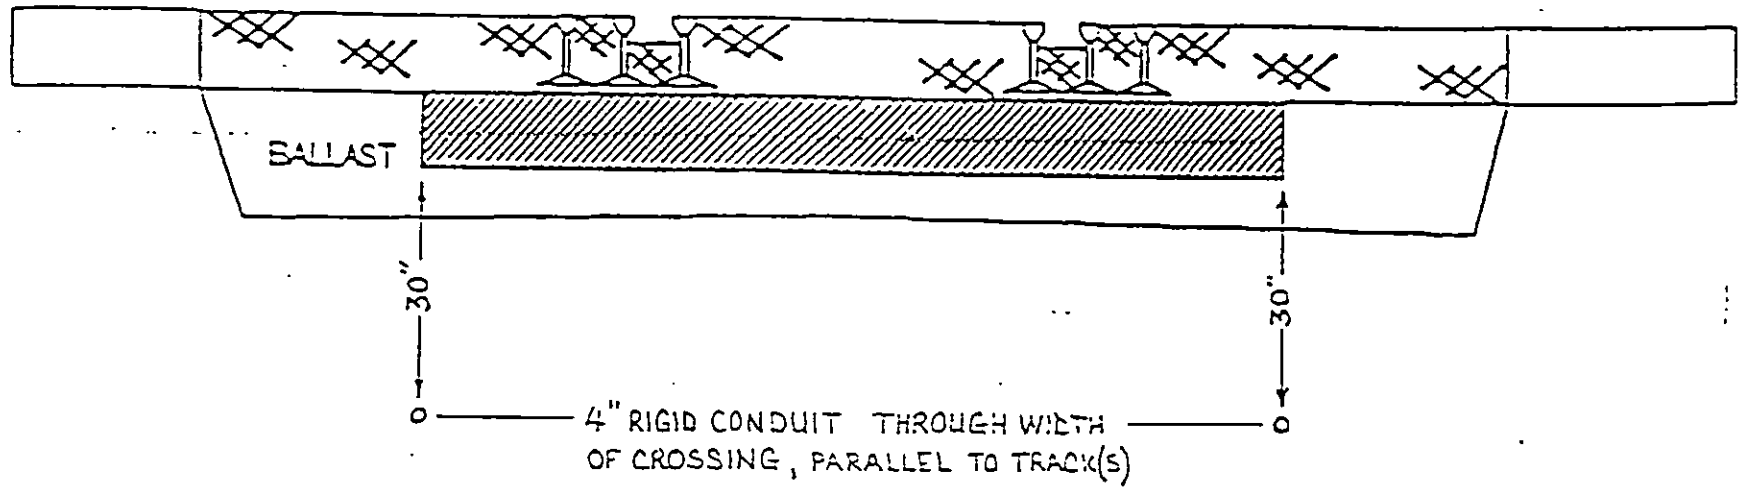 BALLAST
30"
30"
4" RIGID CONDUIT THROUGH WIDTH
OF CROSSING, PARALLEL TO TRACK(S)